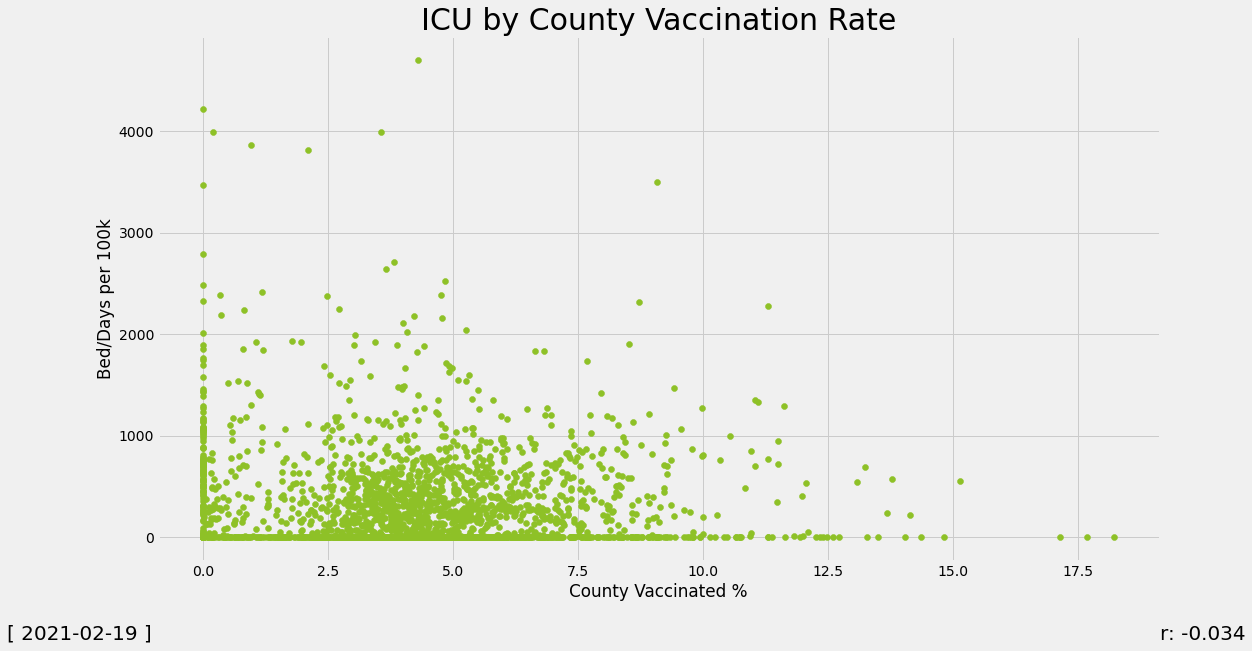 ICU by County Vaccination Rate
Bed/Days per 100k
4000
3000
2000
1000
0
0.0 2.5 5.0 7.5 10.0 12.5 15.0 17.5
County Vaccinated %
[ 2021-02-19 ] r: -0.034